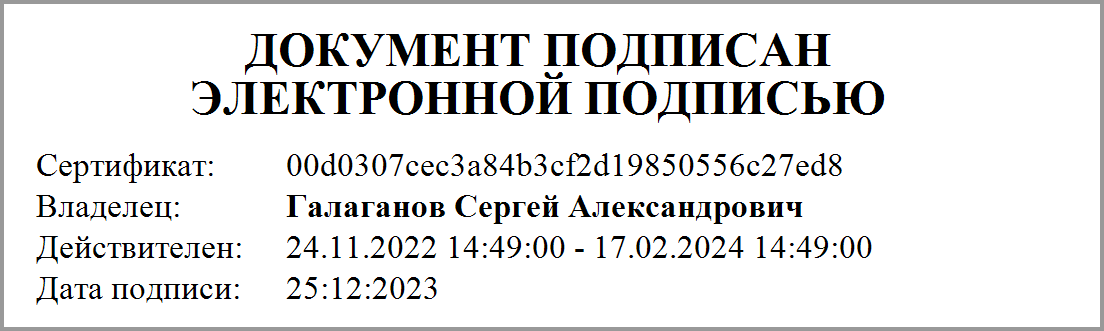 ДОКУМЕНТ ПОДПИСАН
ЭЛЕКТРОННОЙ ПОДПИСЬЮ
Сертификат: 00d0307cec3a84b3cf2d19850556c27ed8
Владелец: Галаганов Сергей Александрович
Действителен: 24.11.2022 14:49:00 - 17.02.2024 14:49:00
Дата подписи: 25:12:2023